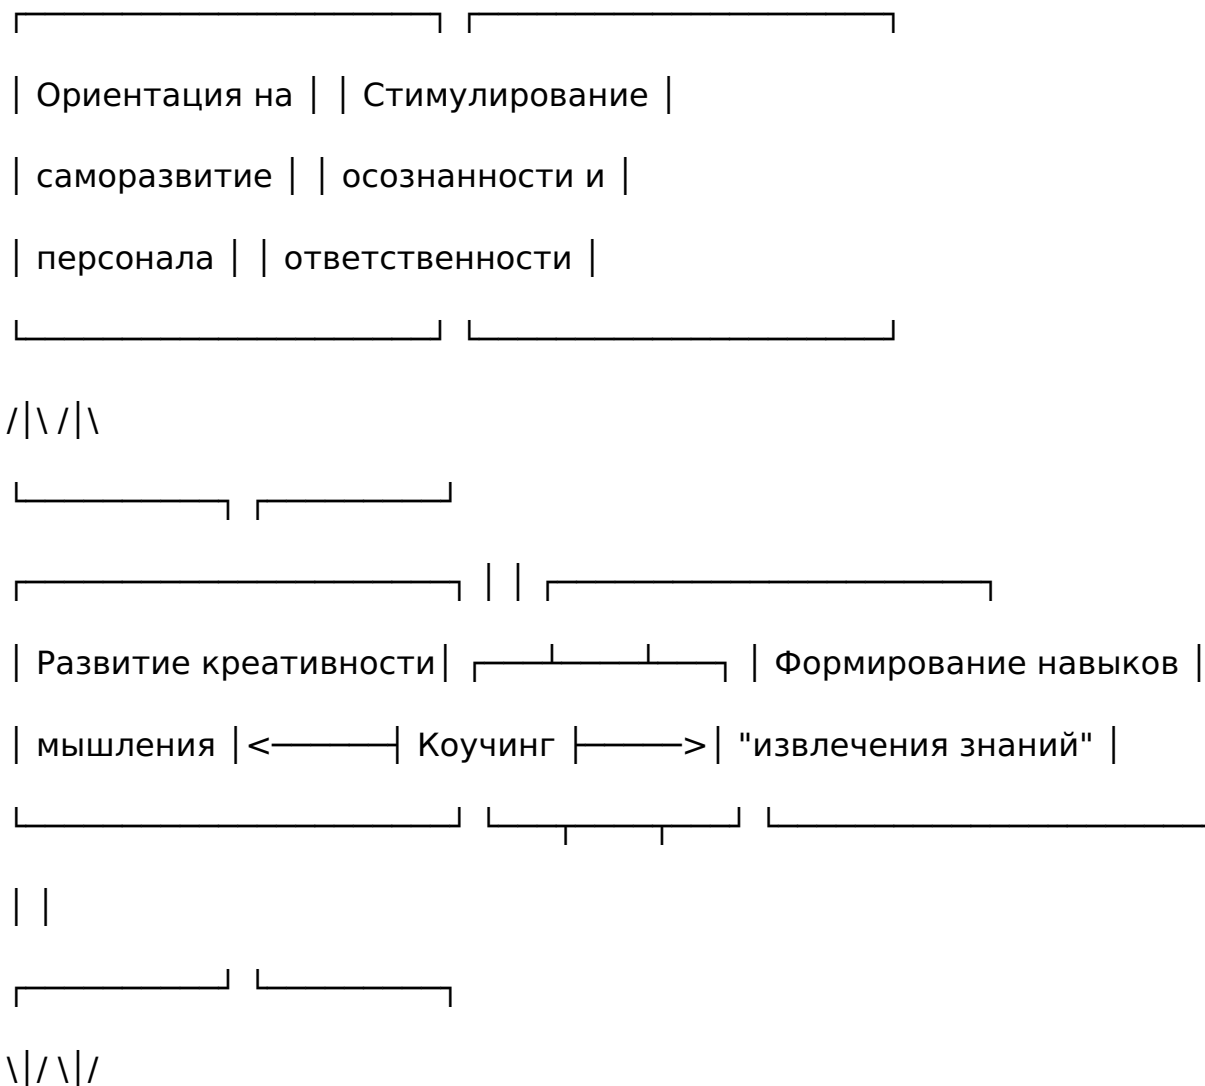 ┌──────────────────────┐ ┌──────────────────────┐
│ Ориентация на │ │ Стимулирование │
│ саморазвитие │ │ осознанности и │
│ персонала │ │ ответственности │
└──────────────────────┘ └──────────────────────┘
/│\ /│\
└───────────┐ ┌──────────┘
┌───────────────────────┐ │ │ ┌───────────────────────┐
│ Развитие креативности│ ┌───┴────┴───┐ │ Формирование навыков │
│ мышления │<──────┤ Коучинг ├─────>│ "извлечения знаний" │
└───────────────────────┘ └───┬────┬───┘ └───────────────────────
│ │
┌───────────┘ └──────────┐
\│/ \│/